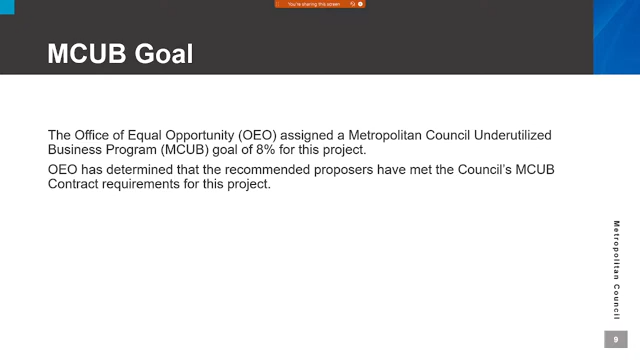 You're sharing this screen
MCUB Goal
The Office of Equal Opportunity (OEO) assigned a Metropolitan Council Underutilized
Business Program (MCUB) goal of 8% for this project.
OEO has determined that the recommended proposers have met the Council's MCUB
Contract requirements for this project.
Metropolitan Council
9